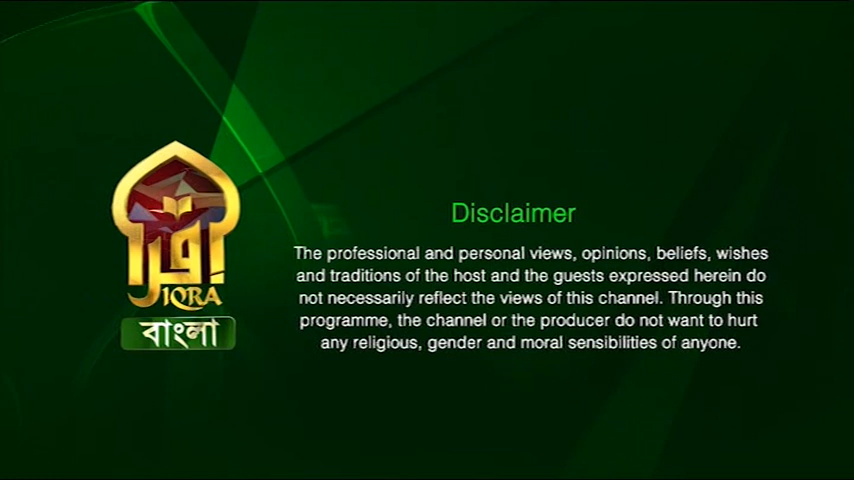 اقرأ
IQRA
বাংলা
Disclaimer
The professional and personal views, opinions, beliefs, wishes
and traditions of the host and the guests expressed herein do
not necessarily reflect the views of this channel. Through this
programme, the channel or the producer do not want to hurt
any religious, gender and moral sensibilities of anyone.